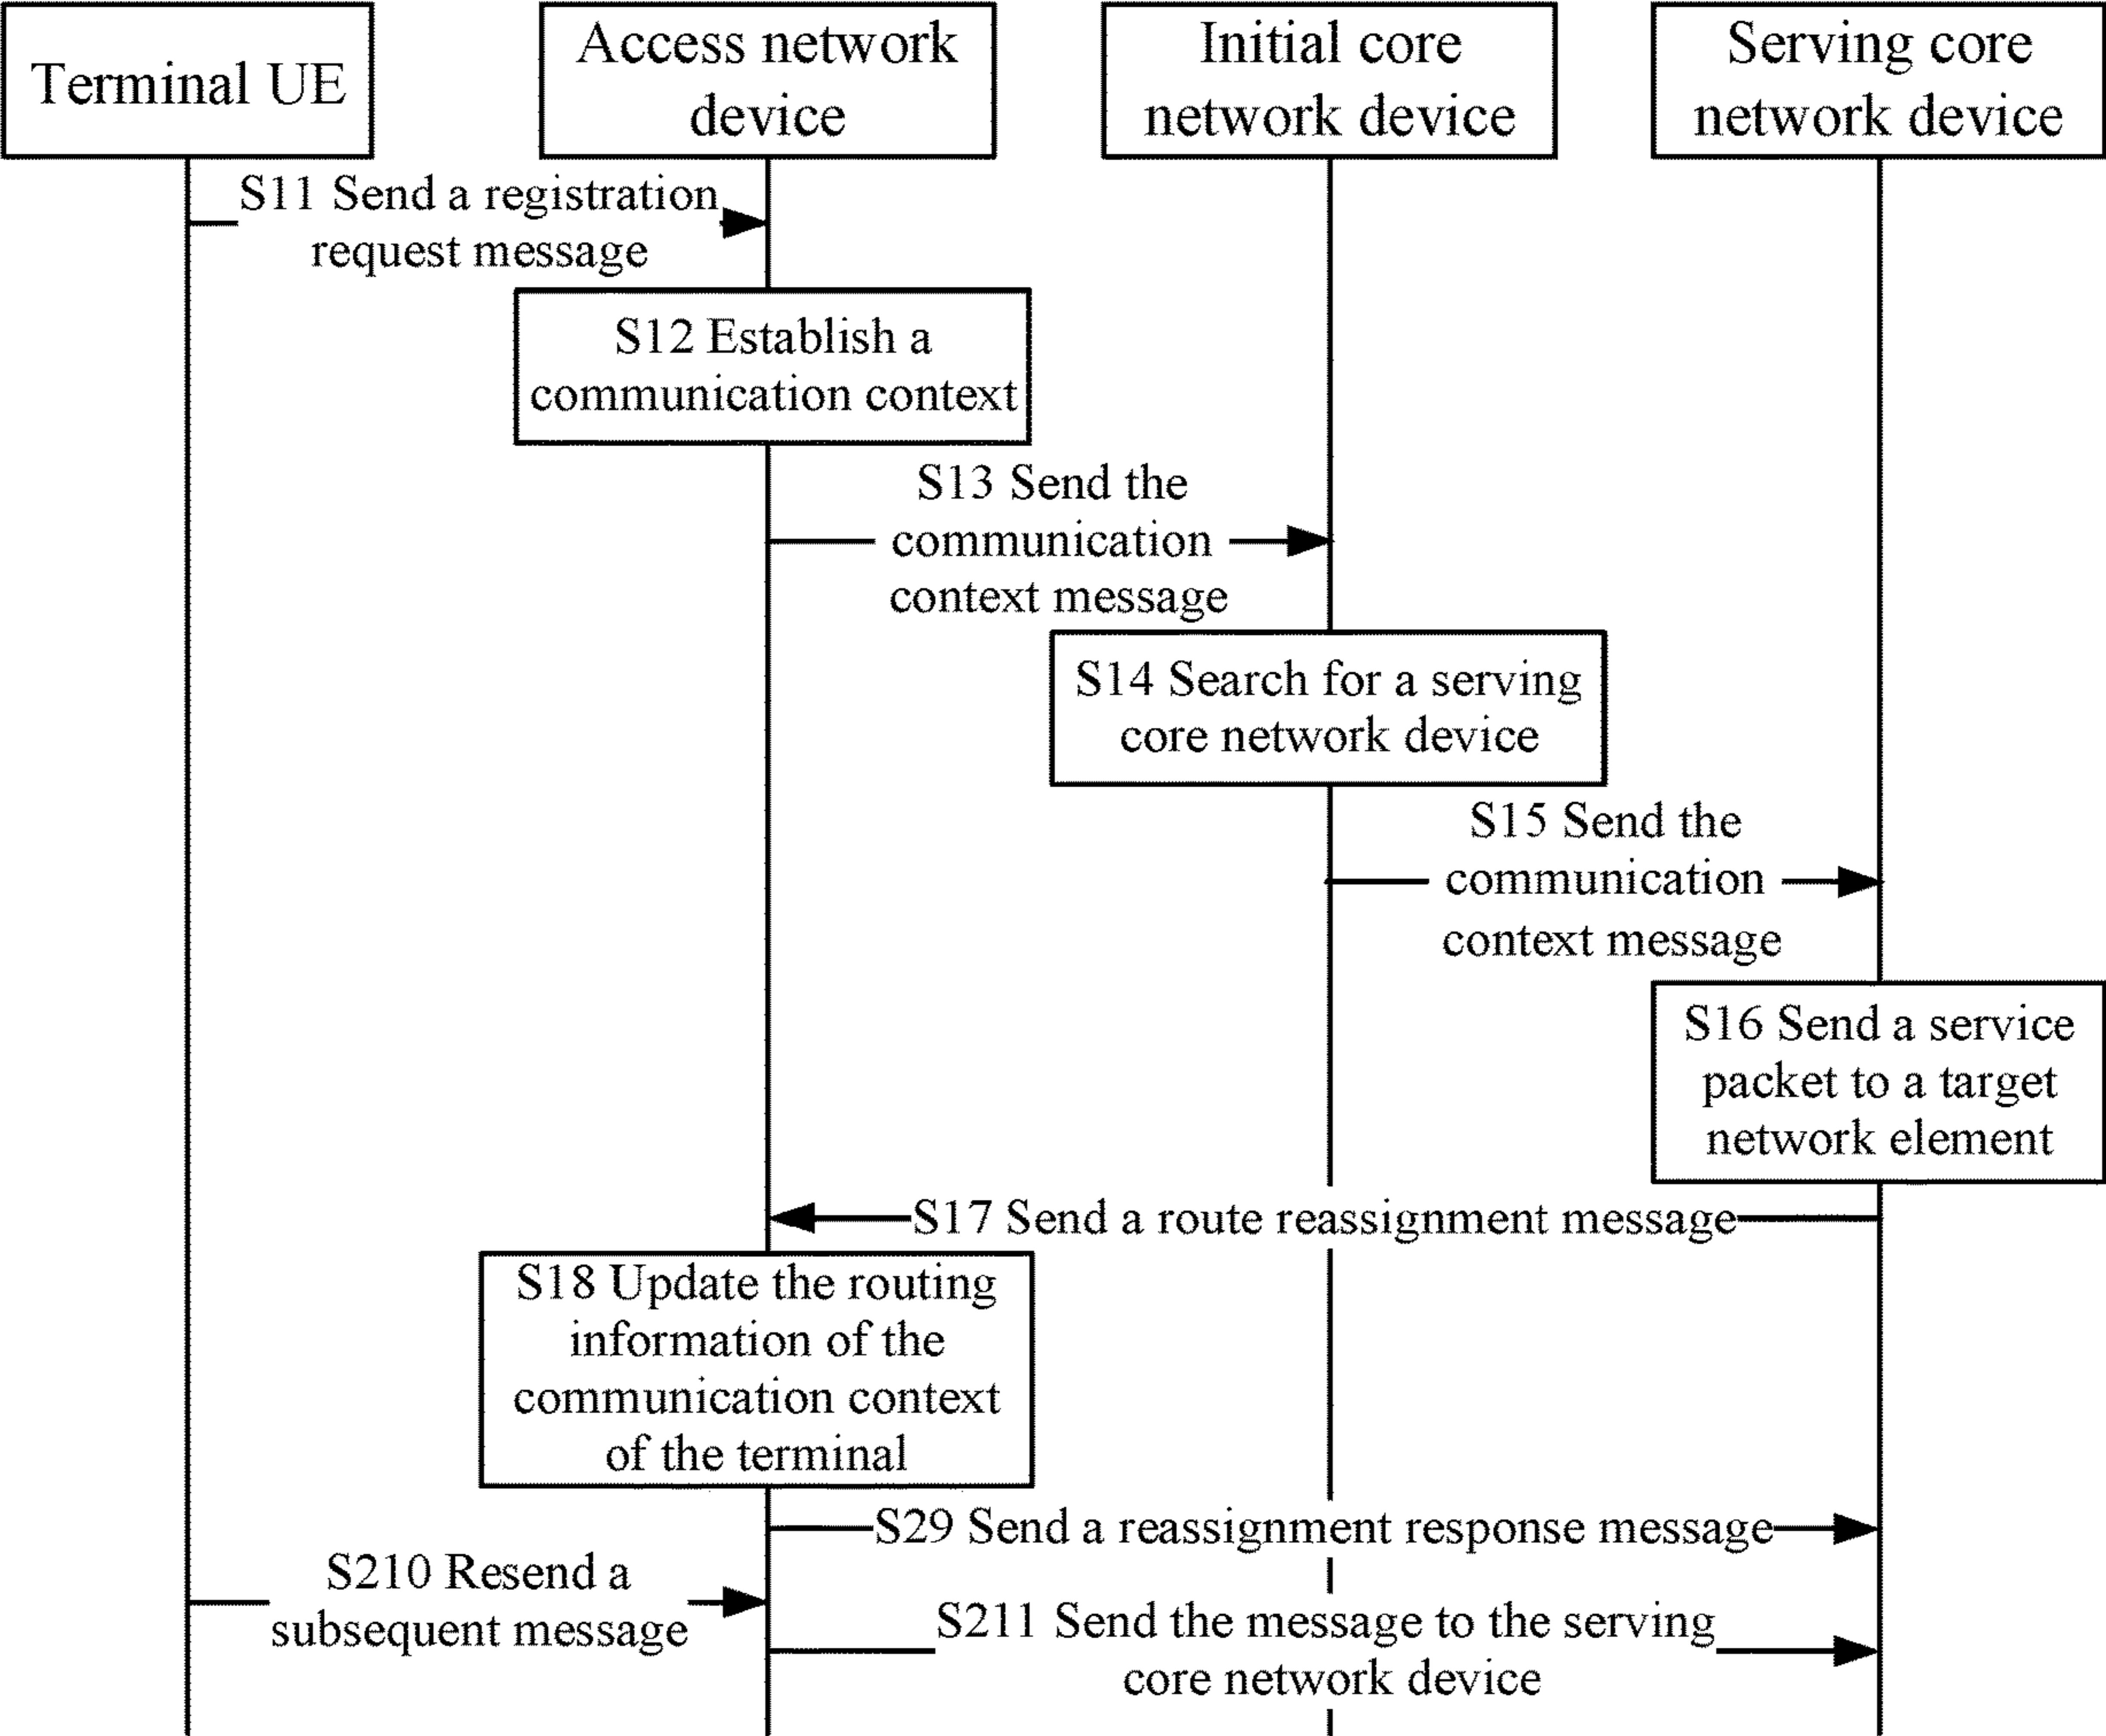 Terminal UE
Access network
device
Initial core
network device
Serving core
network device
S11 Send a registration
request message
S12 Establish a
communication context
S13 Send the
communication
context message
S14 Search for a serving
core network device
S15 Send the
communication
context message
S16 Send a service
packet to a target
network element
S17 Send a route reassignment message
S18 Update the routing
information of the
communication context
of the terminal
S29 Send a reassignment response message
S210 Resend a
subsequent message
S211 Send the message to the serving
core network device